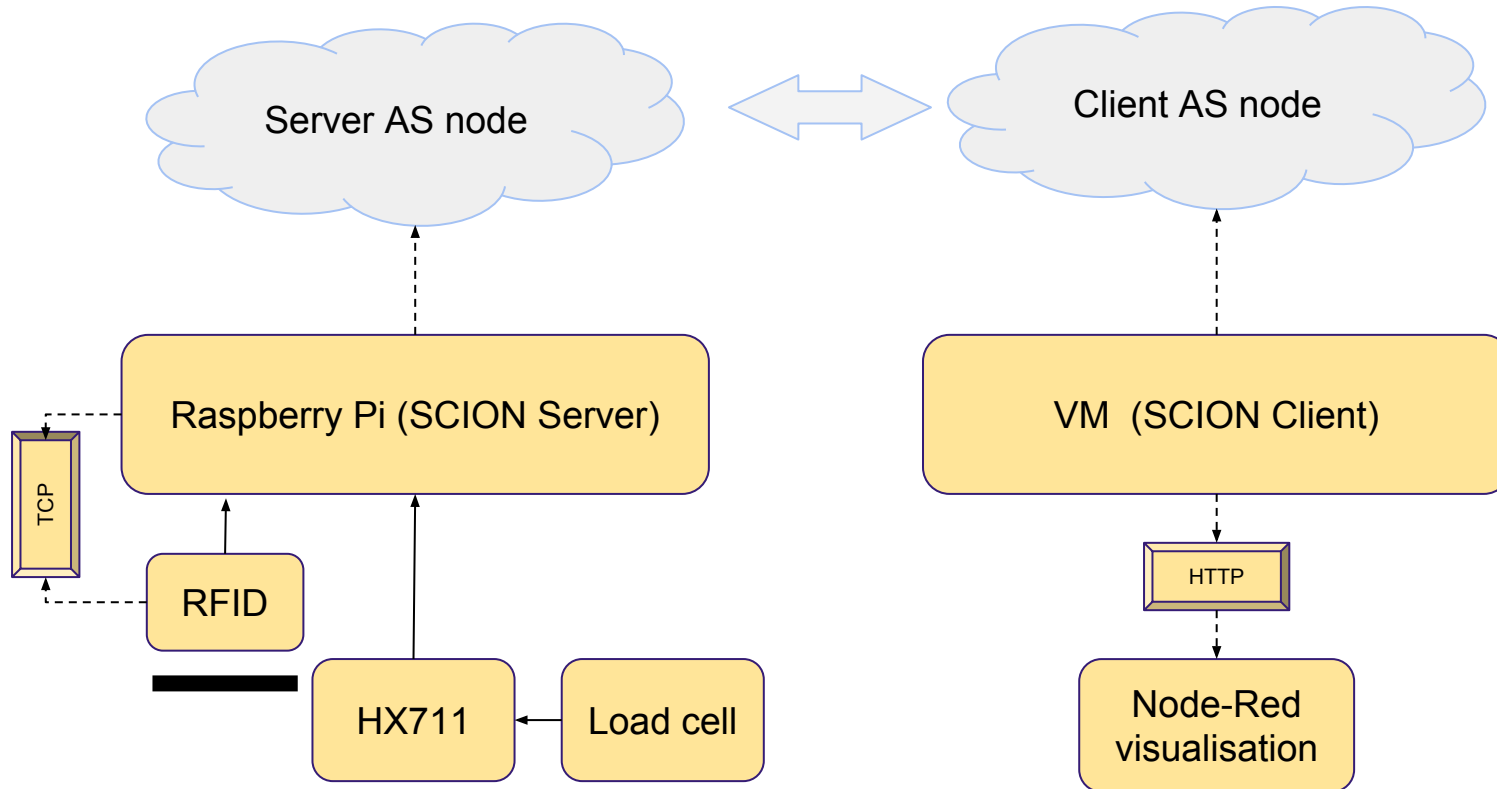 Server AS node
Client AS node
Raspberry Pi (SCION Server)
VM  (SCION Client)
TCP
HTTP
RFID
HX711
Load cell
Node-Red
visualisation